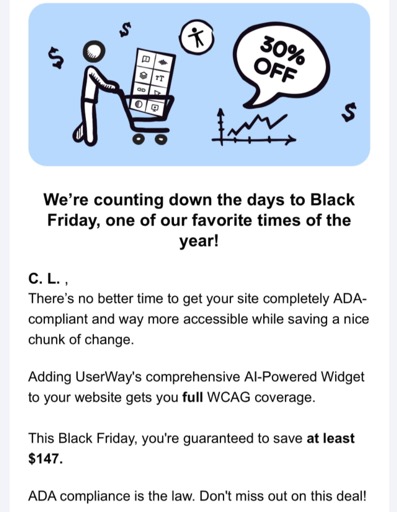 30%
OFF
$
$
$
TT
We’re counting down the days to Black
Friday, one of our favorite times of the
year!
C. L. ,
There’s no better time to get your site completely ADA-
compliant and way more accessible while saving a nice
chunk of change.
Adding UserWay's comprehensive AI-Powered Widget
to your website gets you full WCAG coverage.
This Black Friday, you're guaranteed to save at least
$147.
ADA compliance is the law. Don't miss out on this deal!